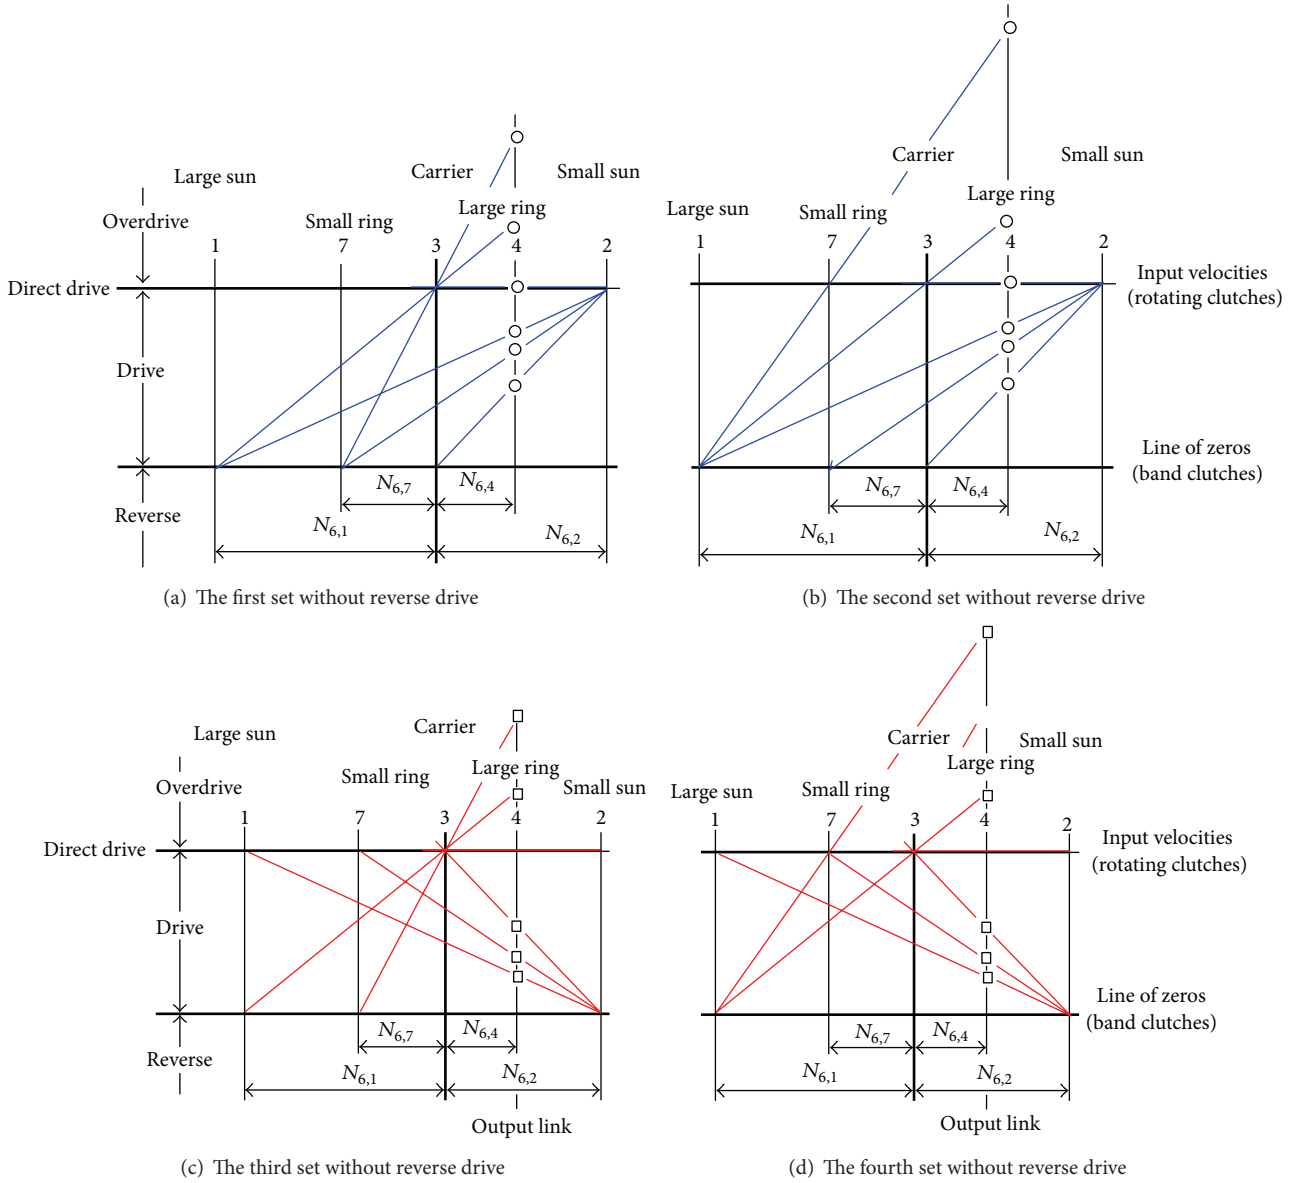 Large sun
Carrier
Small sun
Overdrive
Small ring
Large ring
1
7
3
4
2
Direct drive
Drive
Reverse
N6,7
N6,4
N6,1
N6,2
(a) The first set without reverse drive
Carrier
Small sun
Large sun
Small ring
Large ring
1
7
3
4
2
Input velocities
(rotating clutches)
Line of zeros
(band clutches)
N6,7
N6,4
N6,1
N6,2
(b) The second set without reverse drive
Large sun
Carrier
Overdrive
Small ring
Large ring
Small sun
1
7
3
4
2
Direct drive
Drive
Reverse
N6,7
N6,4
N6,1
N6,2
Output link
(c) The third set without reverse drive
Carrier
Small sun
Large sun
Small ring
Large ring
1
7
3
4
2
Input velocities
(rotating clutches)
Line of zeros
(band clutches)
N6,7
N6,4
N6,1
N6,2
Output link
(d) The fourth set without reverse drive